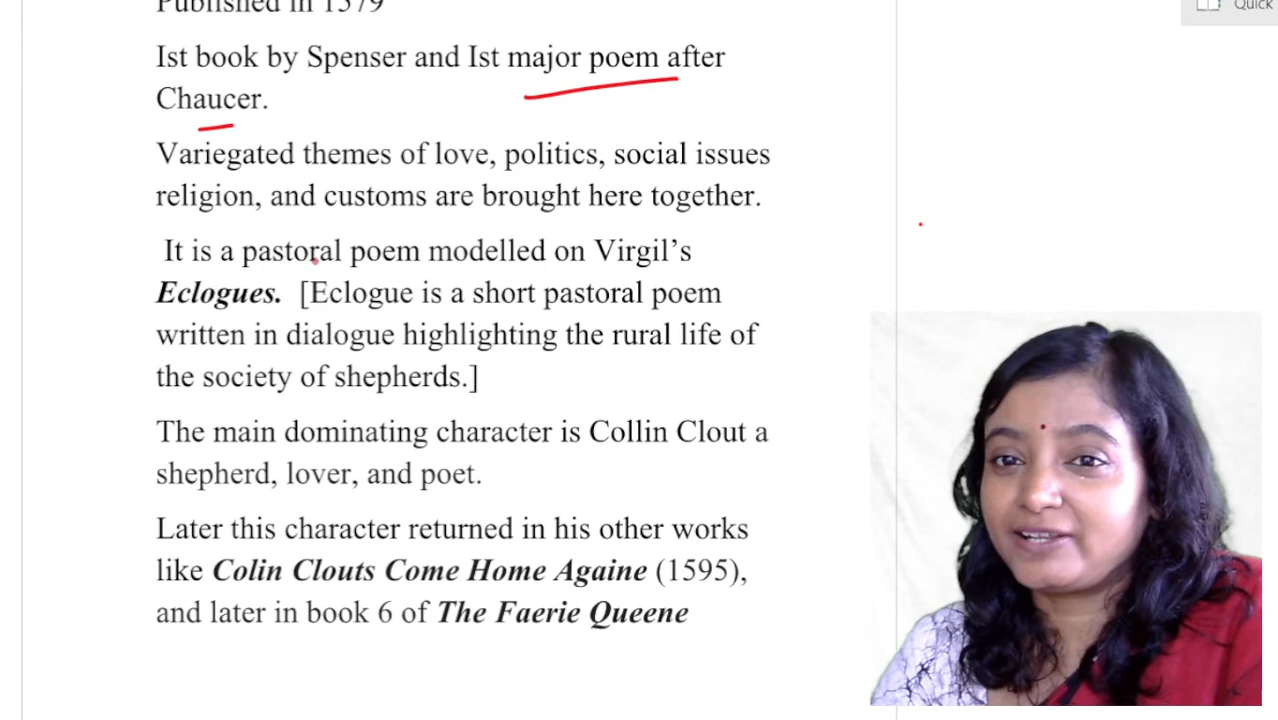 Published in 1579
Quick
Ist book by Spenser and Ist major poem after
Chaucer.
Variegated themes of love, politics, social issues
religion, and customs are brought here together.
It is a pastoral poem modelled on Virgil’s
Eclogues. [Eclogue is a short pastoral poem
written in dialogue highlighting the rural life of
the society of shepherds.]
The main dominating character is Collin Clout a
shepherd, lover, and poet.
Later this character returned in his other works
like Colin Clouts Come Home Againe (1595),
and later in book 6 of The Faerie Queene